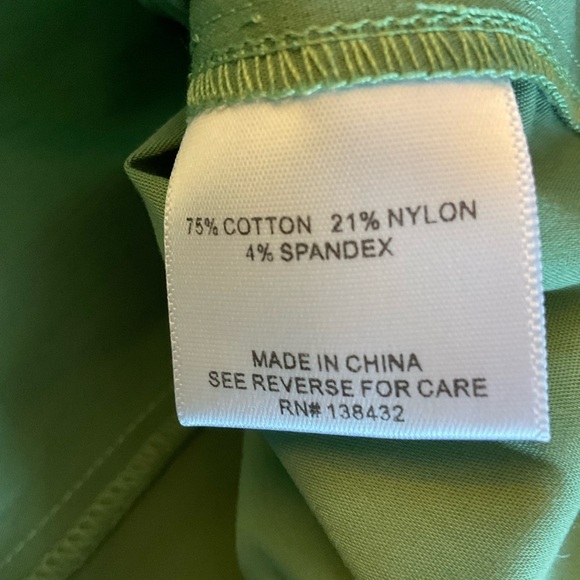 75% COTTON 21% NYLON
4% SPANDEX
MADE IN CHINA
SEE REVERSE FOR CARE
RN# 138432